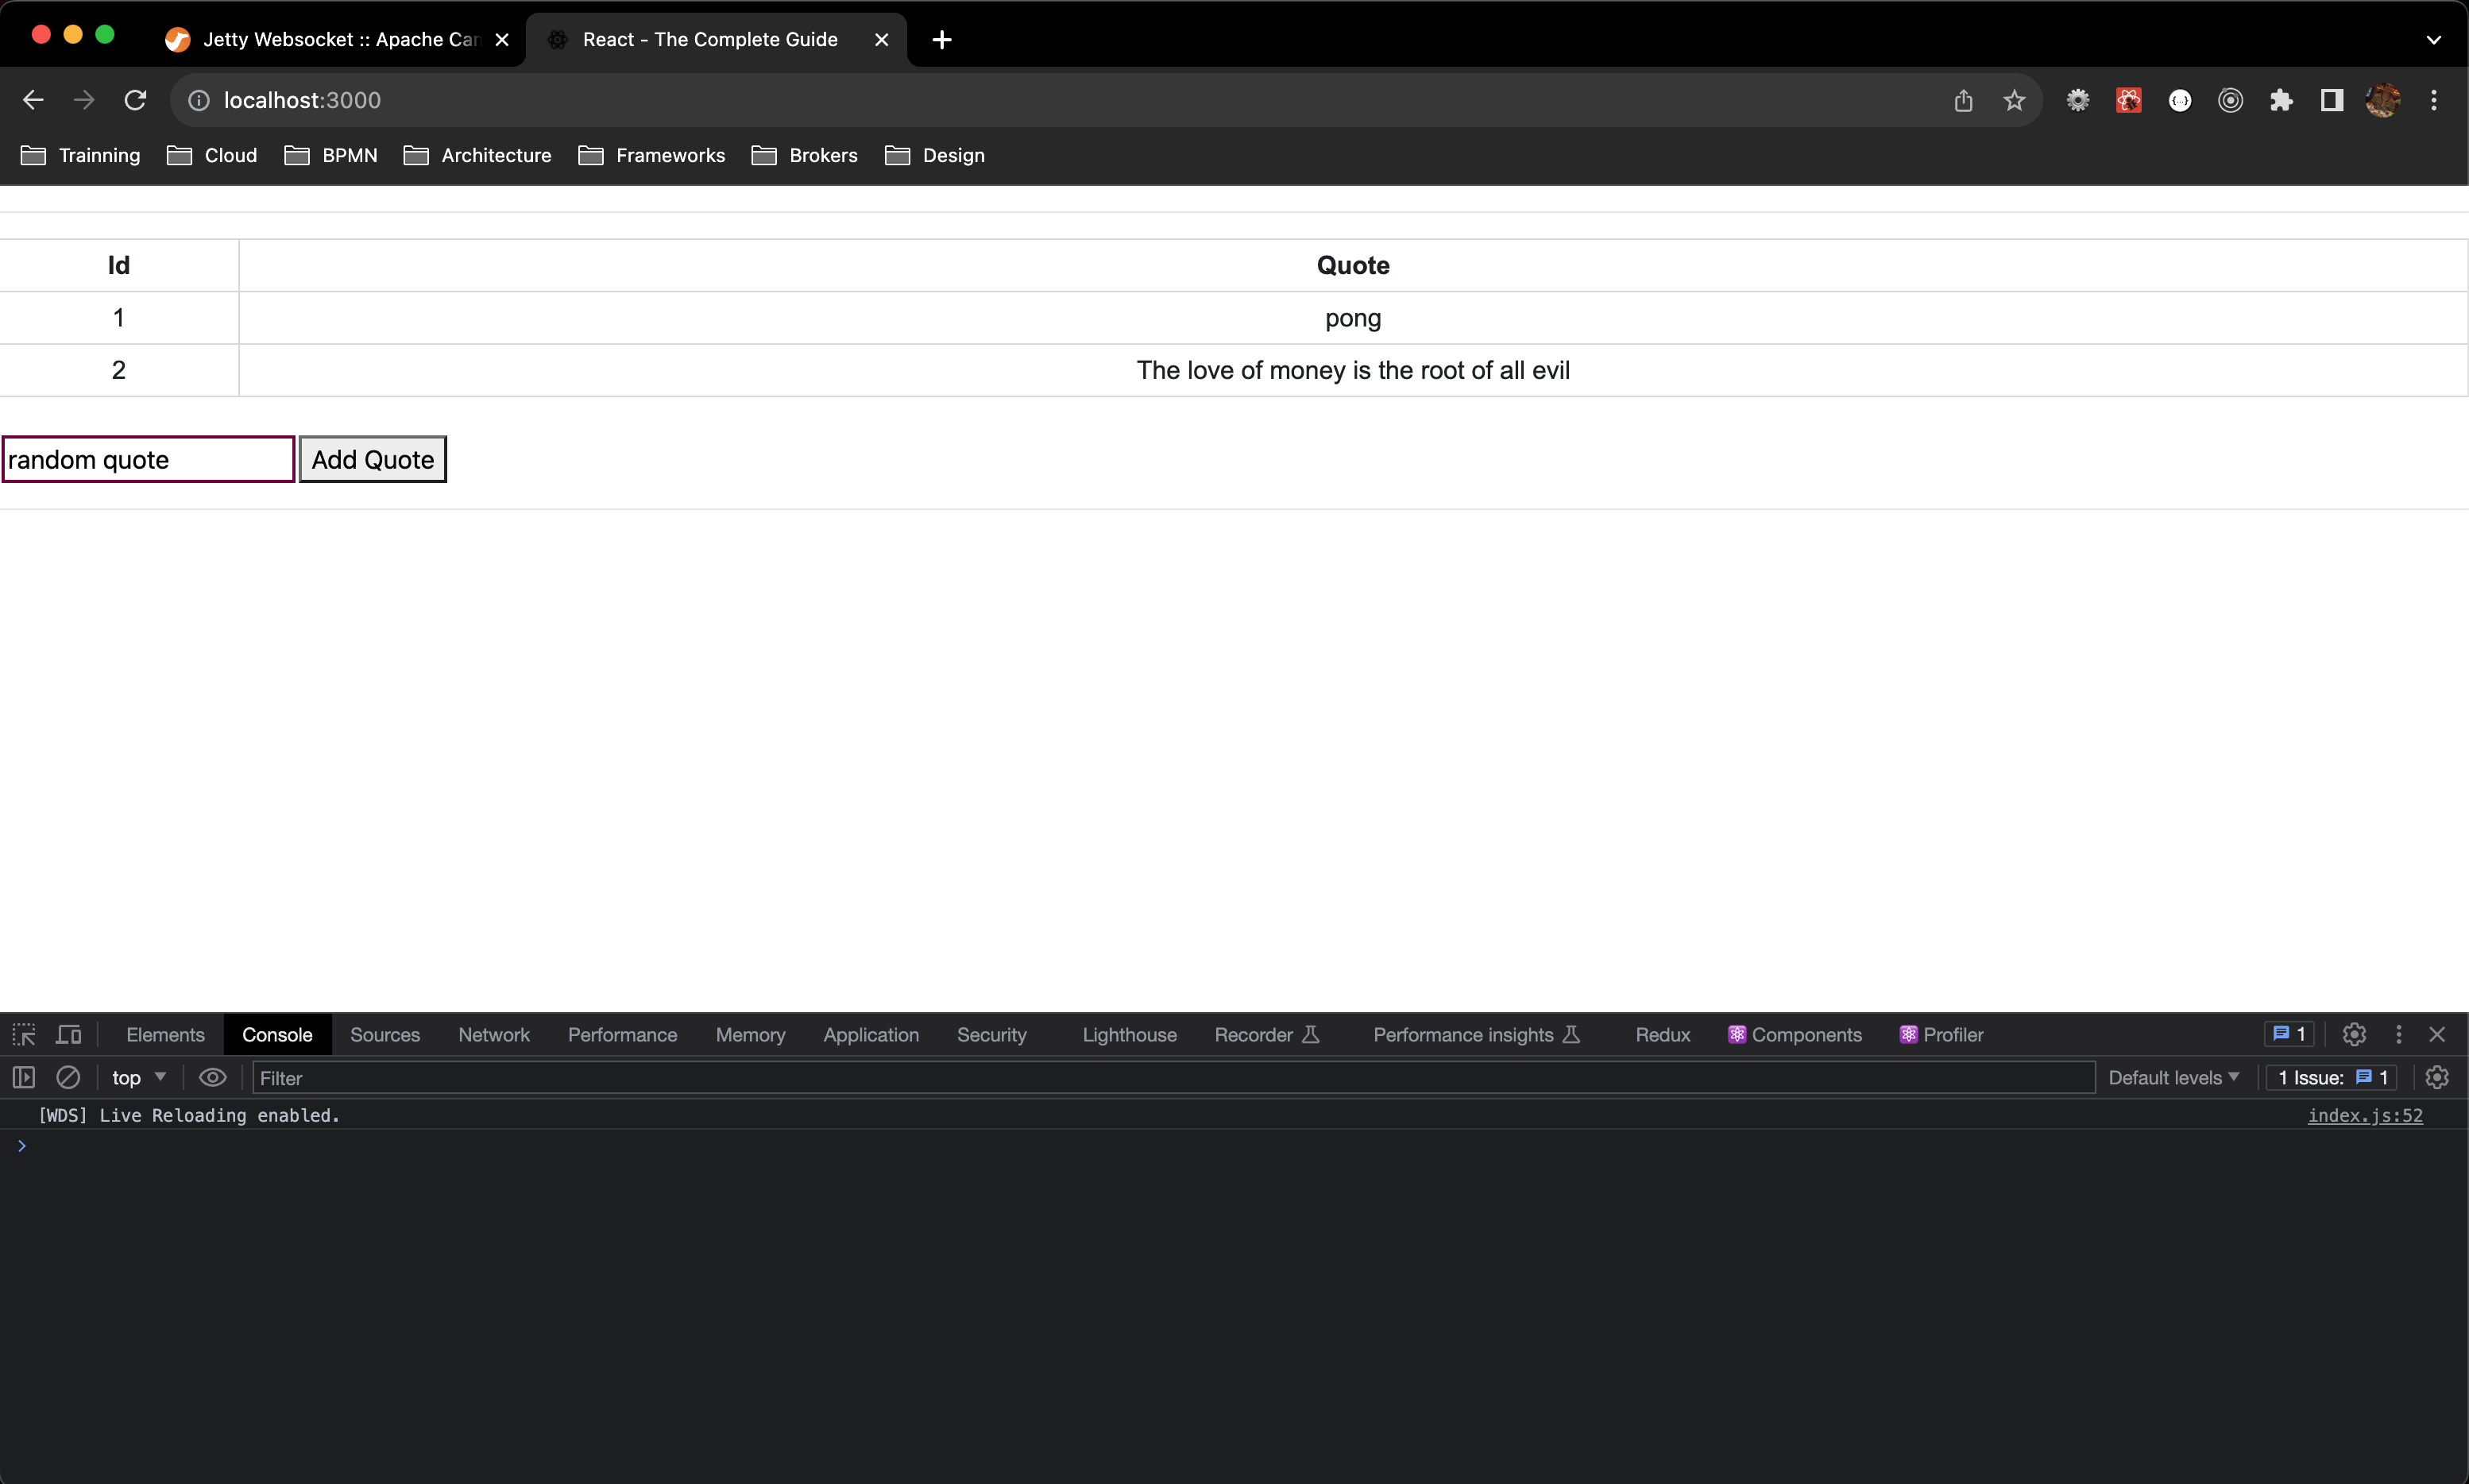 Jetty Websocket :: Apache Cam
React - The Complete Guide
localhost:3000
Trainning Cloud BPMN Architecture Frameworks Brokers Design
Id Quote
1 pong
2 The love of money is the root of all evil
random quote Add Quote
Elements Console Sources Network Performance Memory Application Security Lighthouse Recorder Performance insights Redux Components Profiler 1
top Filter Default levels 1 Issue: 1
[WDS] Live Reloading enabled. index.js:52